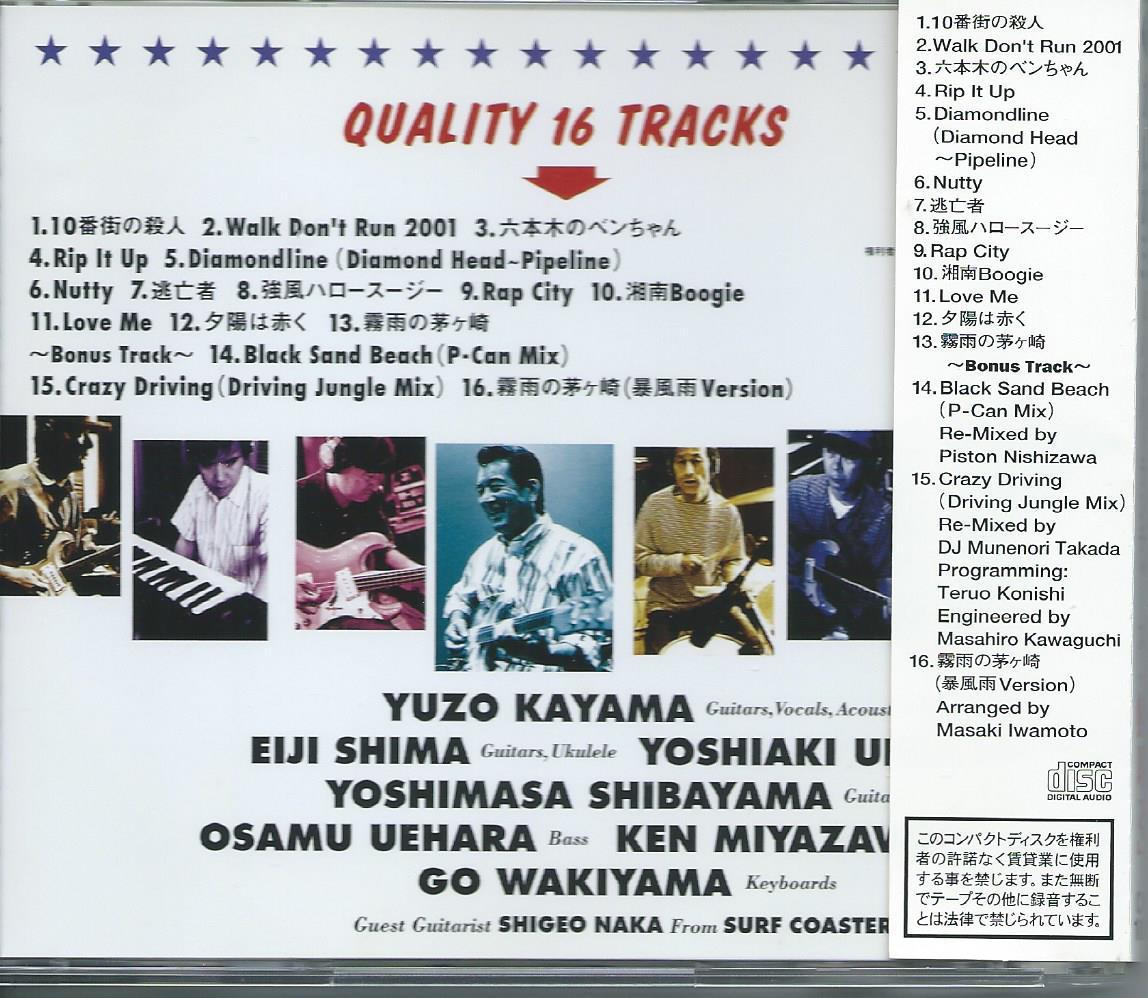 QUALITY 16 TRACKS
1.10番街の殺人 2.Walk Don't Run 2001 3.六本木のベンちゃん
4.Rip It Up 5.Diamondline (Diamond Head~Pipeline)
6.Nutty 7.逃亡者 8.強風ハロースージー 9.Rap City 10.湘南Boogie
11.Love Me 12.夕陽は赤く 13.霧雨の茅ヶ崎
~Bonus Track~ 14.Black Sand Beach(P-Can Mix)
15.Crazy Driving(Driving Jungle Mix) 16.霧雨の茅ヶ崎(暴風雨Version)
権利者
YUZO KAYAMA Guitars,Vocals,Acoust
EIJI SHIMA Guitars,Ukulele YOSHIAKI
YOSHIMASA SHIBAYAMA Guita
OSAMU UEHARA Bass KEN MIYAZAW
GO WAKIYAMA Keyboards
Guest Guitarist SHIGEO NAKA From SURF COASTER
1.10番街の殺人
2.Walk Don't Run 2001
3.六本木のベンちゃん
4.Rip It Up
5.Diamondline
(Diamond Head
~Pipeline)
6.Nutty
7.逃亡者
8.強風ハロースージー
9.Rap City
10.湘南Boogie
11.Love Me
12.夕陽は赤く
13.霧雨の茅ヶ崎
~Bonus Track~
14.Black Sand Beach
(P-Can Mix)
Re-Mixed by
Piston Nishizawa
15.Crazy Driving
(Driving Jungle Mix)
Re-Mixed by
DJ Munenori Takada
Programming:
Teruo Konishi
Engineered by
Masahiro Kawaguchi
16.霧雨の茅ヶ崎
(暴風雨Version)
Arranged by
Masaki Iwamoto
COMPACT
disc
DIGITAL AUDIO
このコンパクトディスクを権利
者の許諾なく賃貸業に使用
する事を禁じます。また無断
でテープその他に録音するこ
とは法律で禁じられています。